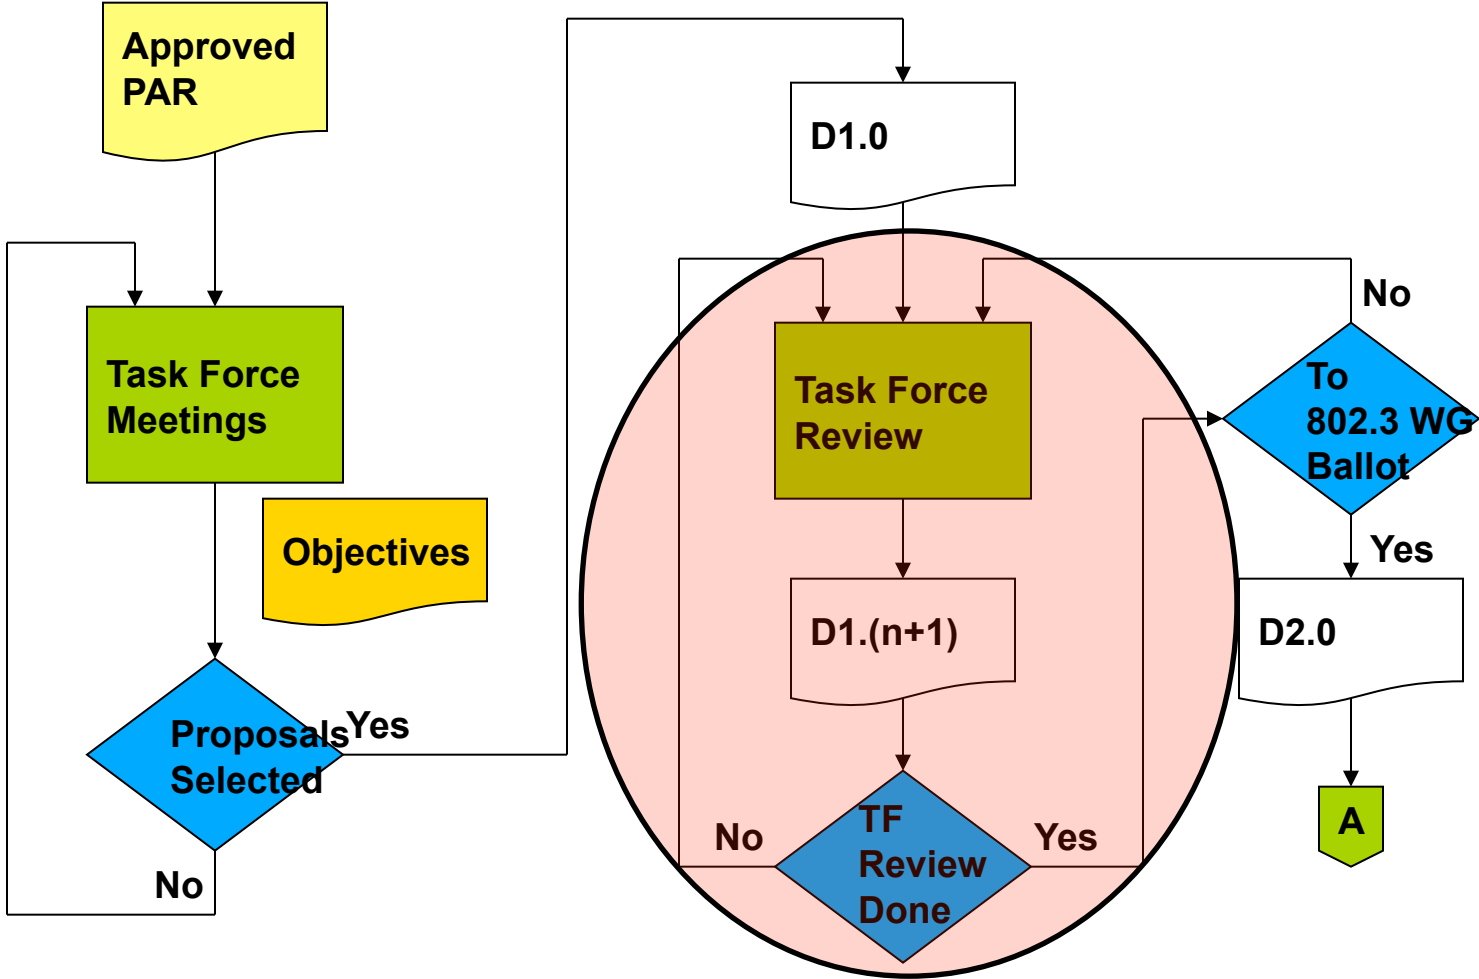 Approved
PAR
Task Force
Meetings
Objectives
Proposals
Selected
Yes
No
D1.0
Task Force
Review
D1.(n+1)
TF
Review
Done
No
Yes
To
802.3 WG
Ballot
No
Yes
D2.0
A